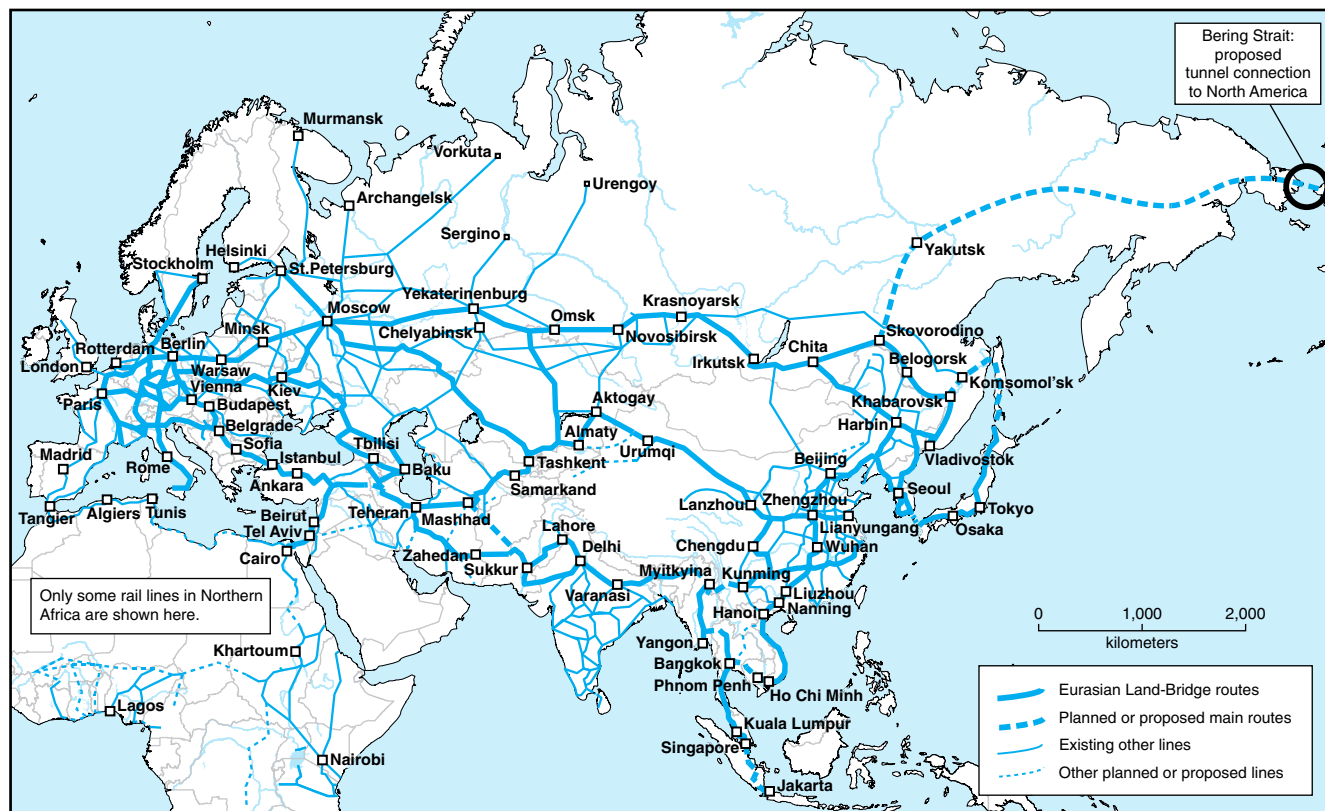 Bering Strait:
proposed
tunnel connection
to North America
Murmansk
Vorkuta
Urengoy
Archangelsk
Sergino
Yakutsk
Helsinki
Stockholm
St.Petersburg
Yekaterinenburg
Krasnoyarsk
Moscow
Chelyabinsk
Omsk
Novosibirsk
Skovorodino
Minsk
Berlin
Rotterdam
London
Warsaw
Irkutsk
Chita
Belogorsk
Komsomol'sk
Vienna
Kiev
Paris
Budapest
Aktogay
Khabarovsk
Belgrade
Harbin
Sofia
Tbilisi
Almaty
Urumqi
Vladivostok
Madrid
Rome
Istanbul
Baku
Tashkent
Beijing
Ankara
Samarkand
Seoul
Tangier
Algiers
Tunis
Beirut
Teheran
Mashhad
Lanzhou
Zhengzhou
Tokyo
Tel Aviv
Lahore
Lianyungang
Osaka
Cairo
Zahedan
Delhi
Chengdu
Wuhan
Sukkur
Myitkyina
Kunming
Varanasi
Liuzhou
Only some rail lines in Northern
Africa are shown here.
Hanoi
Nanning
0 1,000 2,000
kilometers
Yangon
Khartoum
Bangkok
Phnom Penh
Ho Chi Minh
Lagos
Kuala Lumpur
Singapore
Nairobi
Jakarta
Eurasian Land-Bridge routes
Planned or proposed main routes
Existing other lines
Other planned or proposed lines